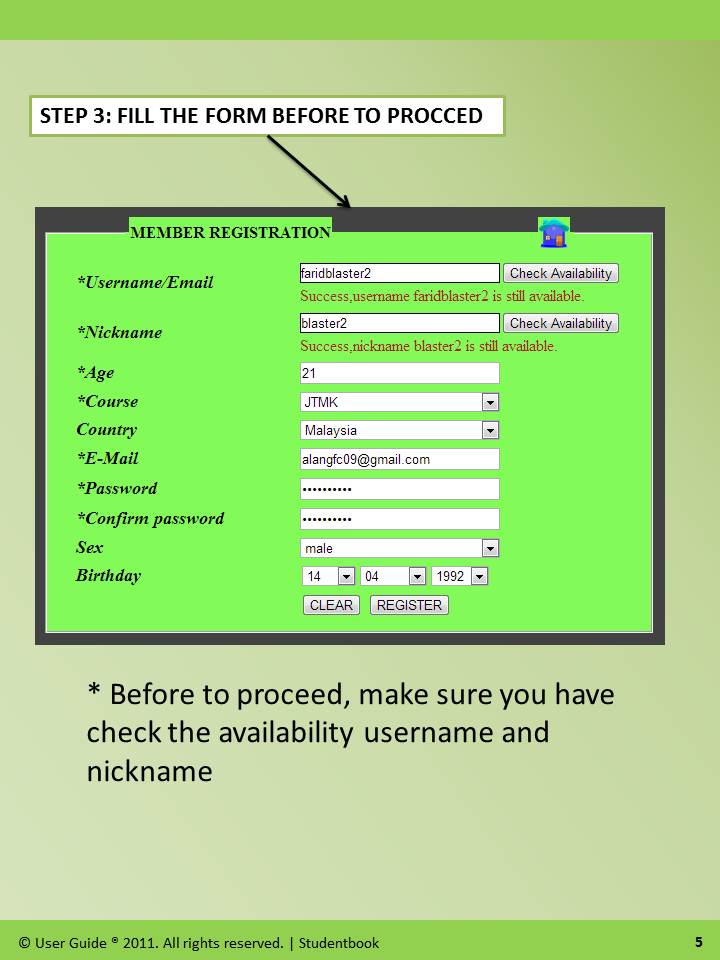 STEP 3: FILL THE FORM BEFORE TO PROCCED
MEMBER REGISTRATION
*Username/Email faridblaster2 Check Availability
Success,username faridblaster2 is still available.
*Nickname blaster2 Check Availability
Success,nickname blaster2 is still available.
*Age 21
*Course JTMK
Country Malaysia
*E-Mail alangfc09@gmail.com
*Password ••••••••••
*Confirm password ••••••••••
Sex male
Birthday 14 04 1992
CLEAR REGISTER
* Before to proceed, make sure you have
check the availability username and
nickname
© User Guide ® 2011. All rights reserved. | Studentbook 5